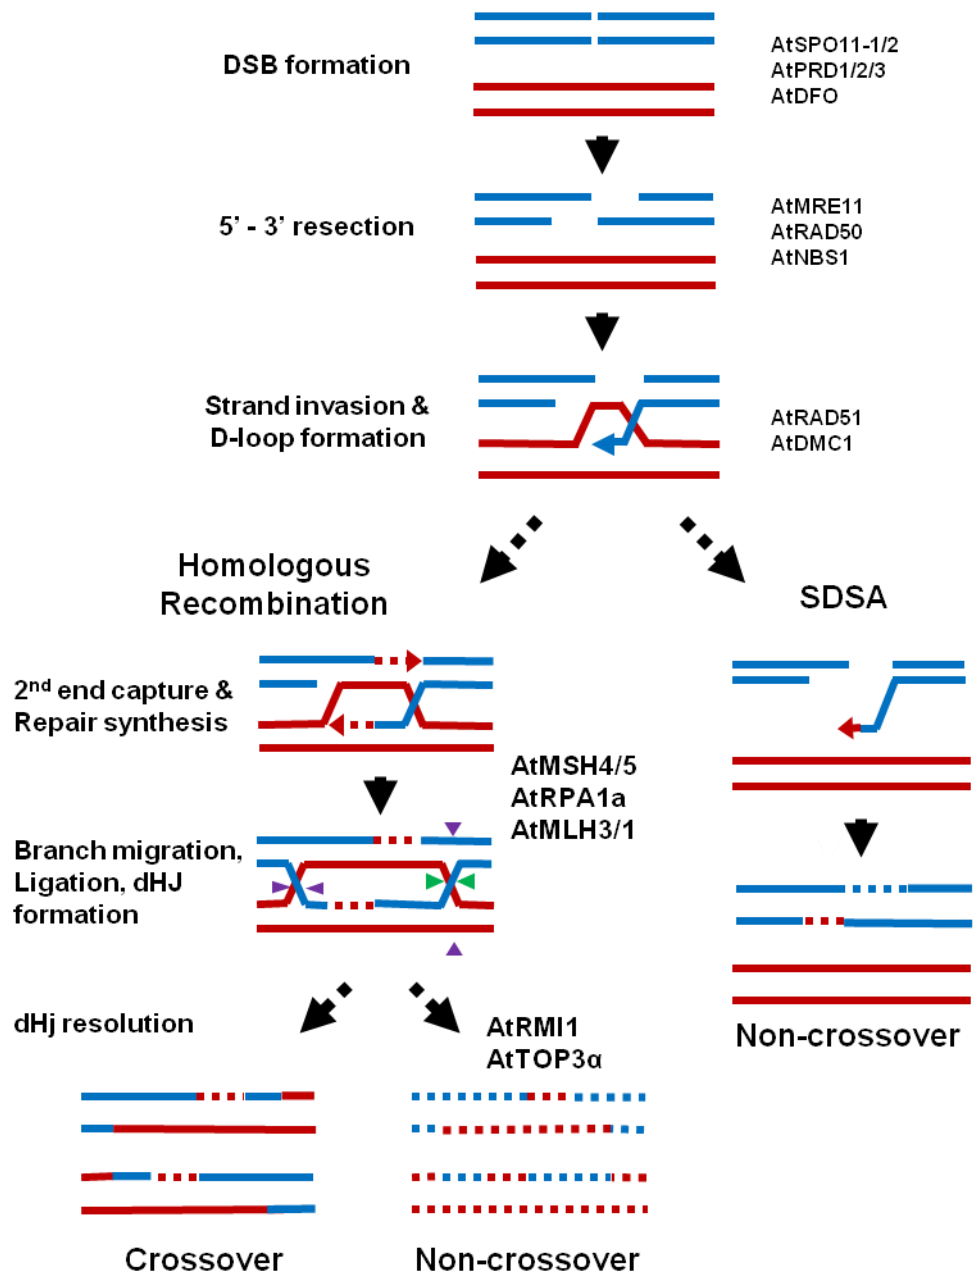 DSB formation
AtSPO11-1/2
AtPRD1/2/3
AtDFO
5' - 3' resection
AtMRE11
AtRAD50
AtNBS1
Strand invasion &
D-loop formation
AtRAD51
AtDMC1
Homologous
Recombination
SDSA
2nd end capture &
Repair synthesis
AtMSH4/5
AtRPA1a
AtMLH3/1
Branch migration,
Ligation, dHJ
formation
dHj resolution
AtRMI1
AtTOP3α
Non-crossover
Crossover
Non-crossover